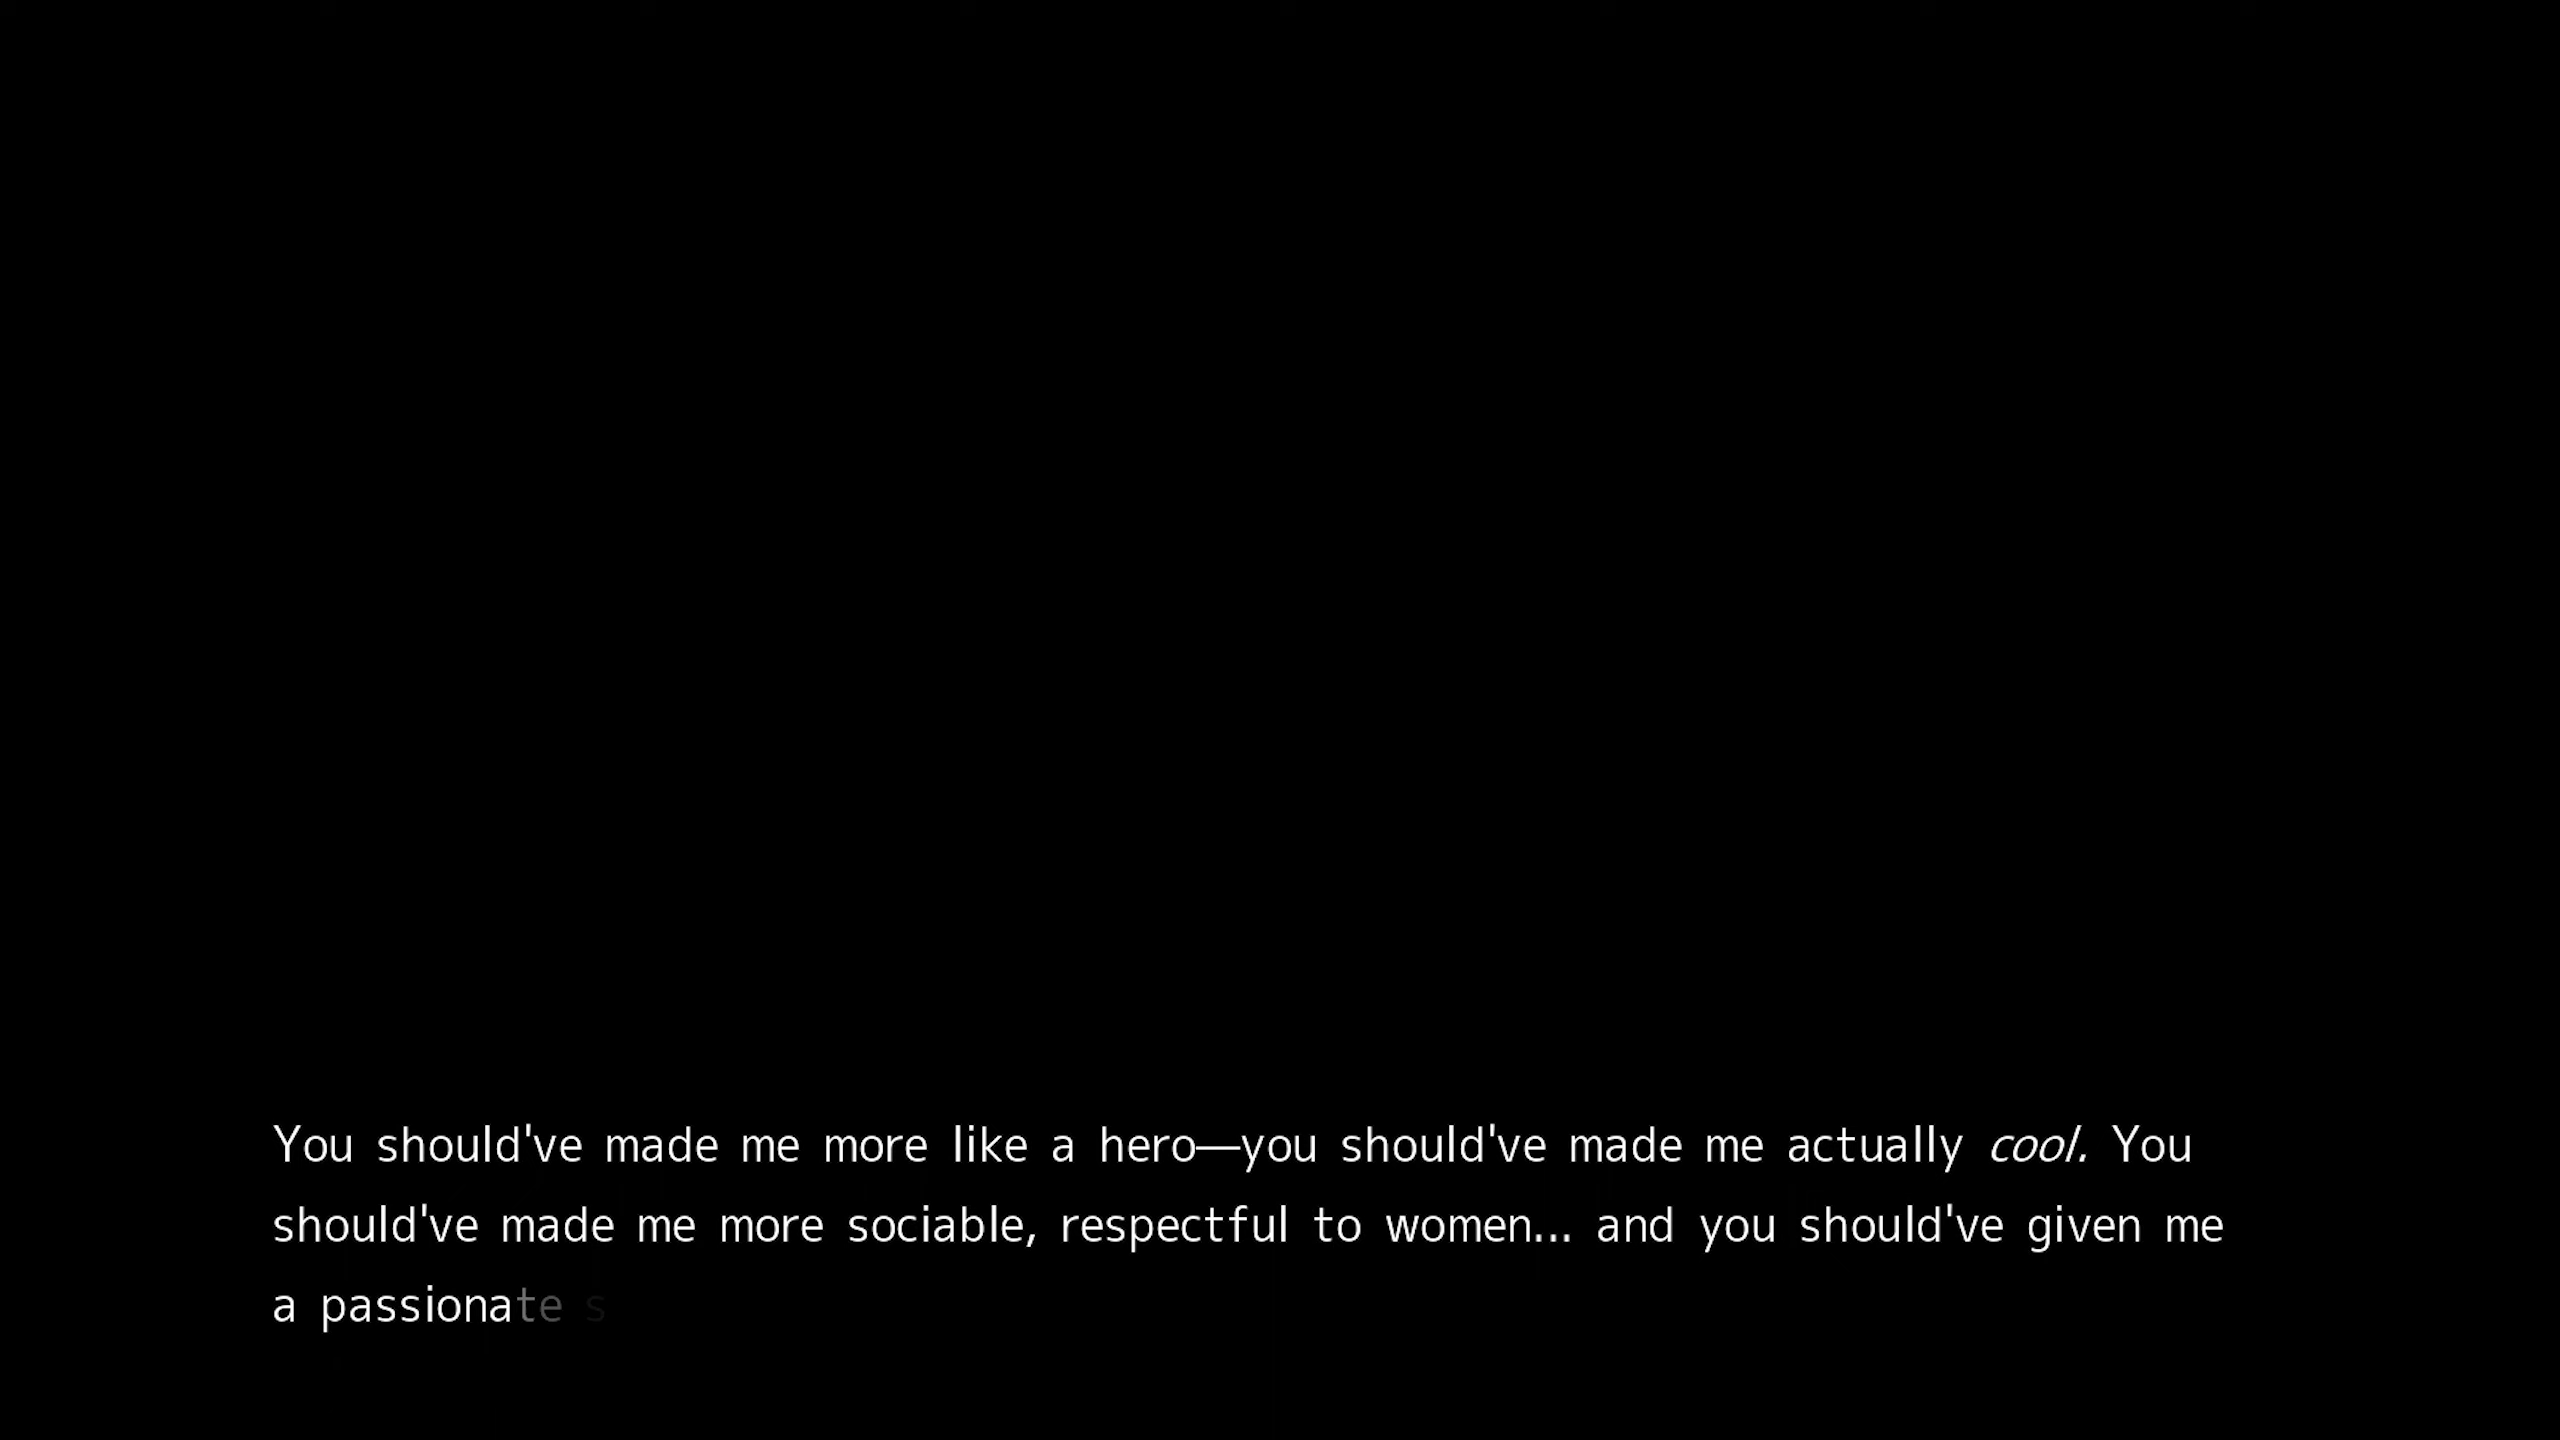 You should've made me more like a hero—you should've made me actually cool. You
should've made me more sociable, respectful to women... and you should've given me
a passionate s